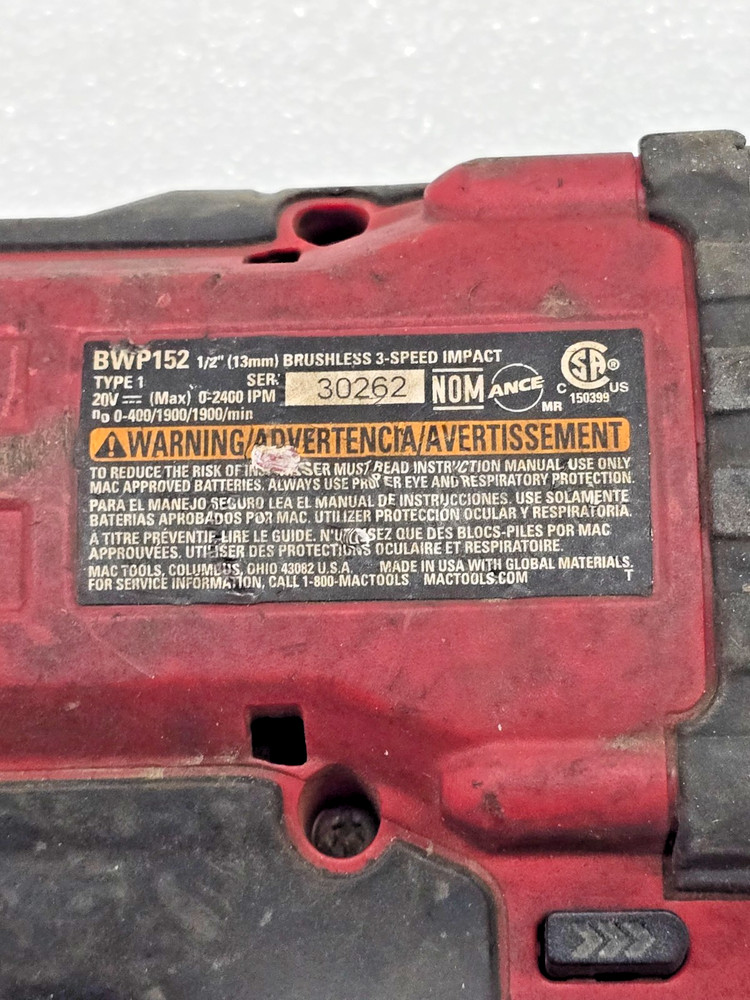 BWP152 1/2" (13mm) BRUSHLESS 3-SPEED IMPACT
TYPE 1 SER. 30262 NOM ANCE MR C SA ® US 150399
20V ⎓ (Max) 0-2400 IPM
n₀ 0-400/1900/1900/min
WARNING/ADVERTENCIA/AVERTISSEMENT
TO REDUCE THE RISK OF USER MUST READ INSTRUCTION MANUAL. USE ONLY
MAC APPROVED BATTERIES. ALWAYS USE PROPER EYE AND RESPIRATORY PROTECTION.
PARA EL MANEJO SEGURO LEA EL MANUAL DE INSTRUCCIONES. USE SOLAMENTE
BATERIAS APROBADOS POR MAC. UTILIZER PROTECCIÓN OCULAR Y RESPIRATORIA.
À TITRE PRÉVENTIF, LIRE LE GUIDE. N'UTILISEZ QUE DES BLOCS-PILES PAR MAC
APPROUVÉES. UTILISER DES PROTECTIONS OCULAIRE ET RESPIRATOIRE.
MAC TOOLS, COLUMBUS, OHIO 43082 U.S.A. MADE IN USA WITH GLOBAL MATERIALS.
FOR SERVICE INFORMATION, CALL 1-800-MACTOOLS MACTOOLS.COM T